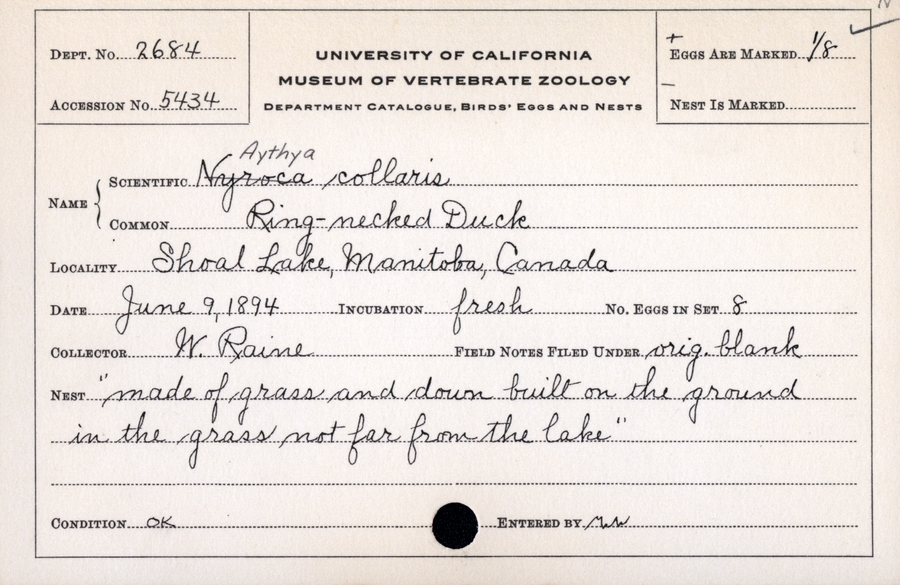 Dept. No. 2684
Accession No. 5434
UNIVERSITY OF CALIFORNIA
MUSEUM OF VERTEBRATE ZOOLOGY
Department Catalogue, Birds' Eggs and Nests
+
Eggs Are Marked 1/8
—
Nest Is Marked
N
Aythya
Name { Scientific Nyroca collaris
Common Ring-necked Duck
Locality Shoal Lake, Manitoba, Canada
Date June 9, 1894 Incubation fresh No. Eggs in Set 8
Collector W. Raine Field Notes Filed Under orig. blank
Nest "made of grass and down built on the ground
in the grass not far from the lake"
Condition OK Entered by